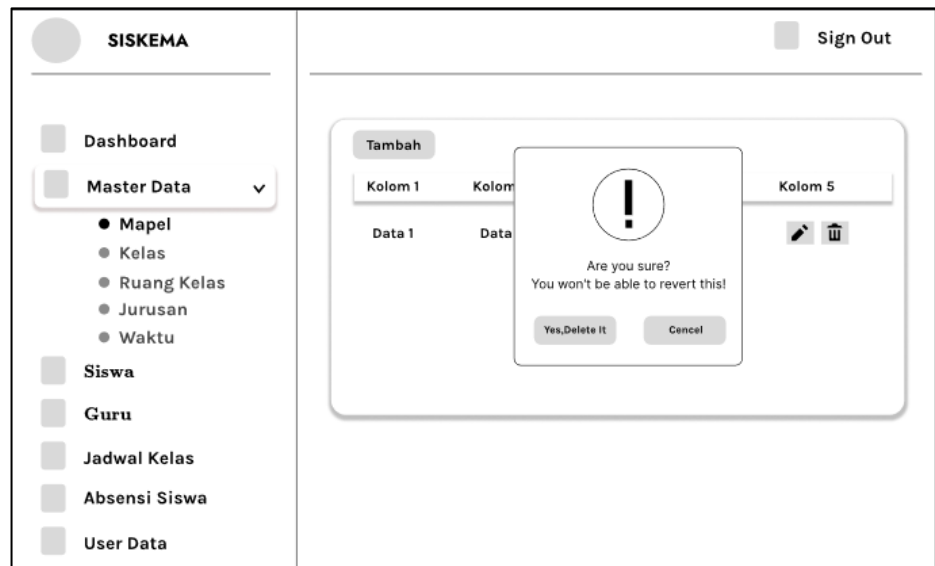 SISKEMA
Sign Out
Dashboard
Master Data
Mapel
Kelas
Ruang Kelas
Jurusan
Waktu
Siswa
Guru
Jadwal Kelas
Absensi Siswa
User Data
Tambah
Kolom 1 Kolom Kolom 5
Data 1 Data
!
Are you sure?
You won't be able to revert this!
Yes,Delete It Cencel